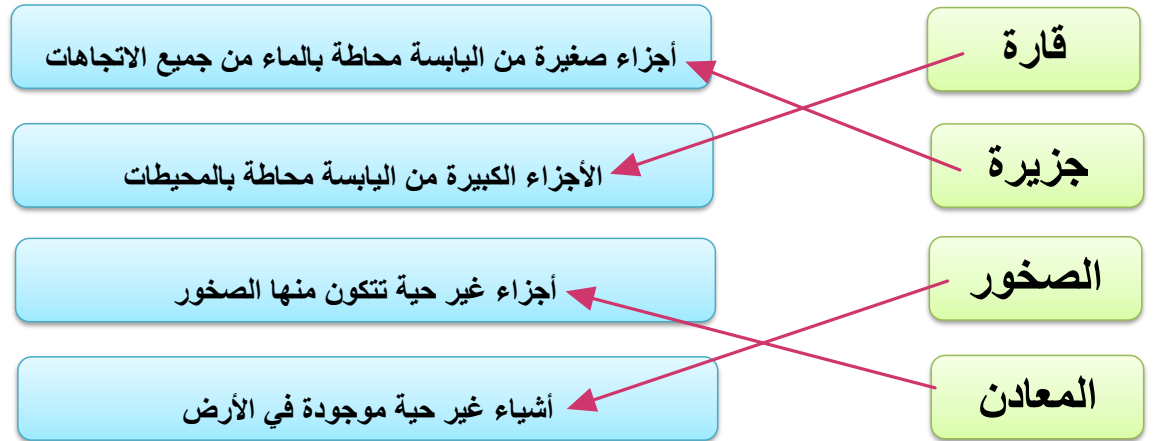 قارة
أجزاء صغيرة من اليابسة محاطة بالماء من جميع الاتجاهات
جزيرة
الأجزاء الكبيرة من اليابسة محاطة بالمحيطات
الصخور
أجزاء غير حية تتكون منها الصخور
المعادن
أشياء غير حية موجودة في الأرض